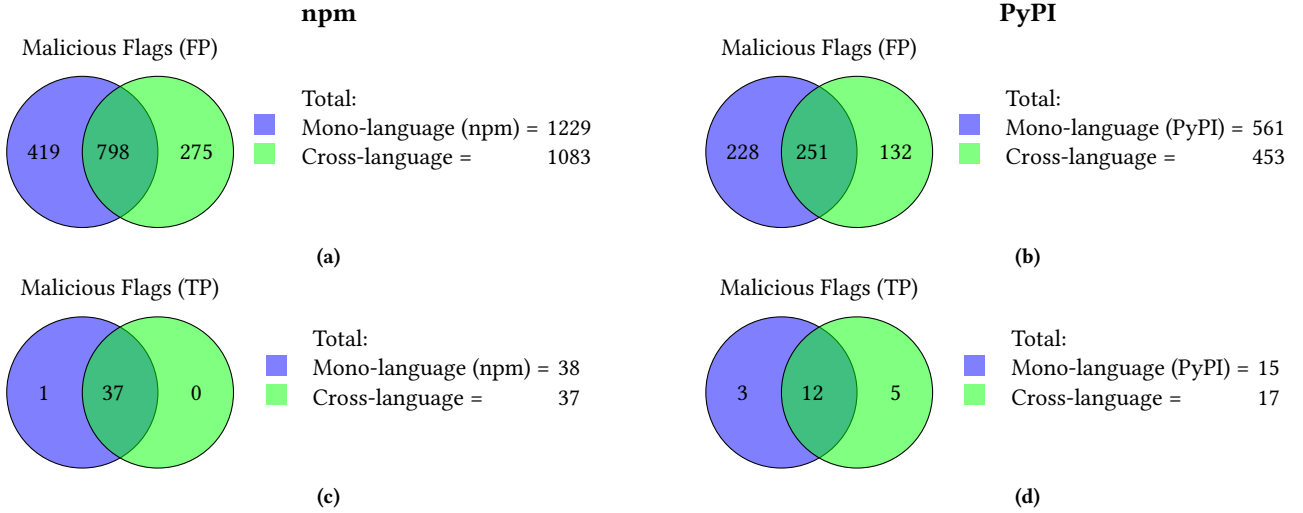 npm
Malicious Flags (FP)
419 798 275
Total:
Mono-language (npm) = 1229
Cross-language = 1083
(a)
PyPI
Malicious Flags (FP)
228 251 132
Total:
Mono-language (PyPI) = 561
Cross-language = 453
(b)
Malicious Flags (TP)
1 37 0
Total:
Mono-language (npm) = 38
Cross-language = 37
(c)
Malicious Flags (TP)
3 12 5
Total:
Mono-language (PyPI) = 15
Cross-language = 17
(d)